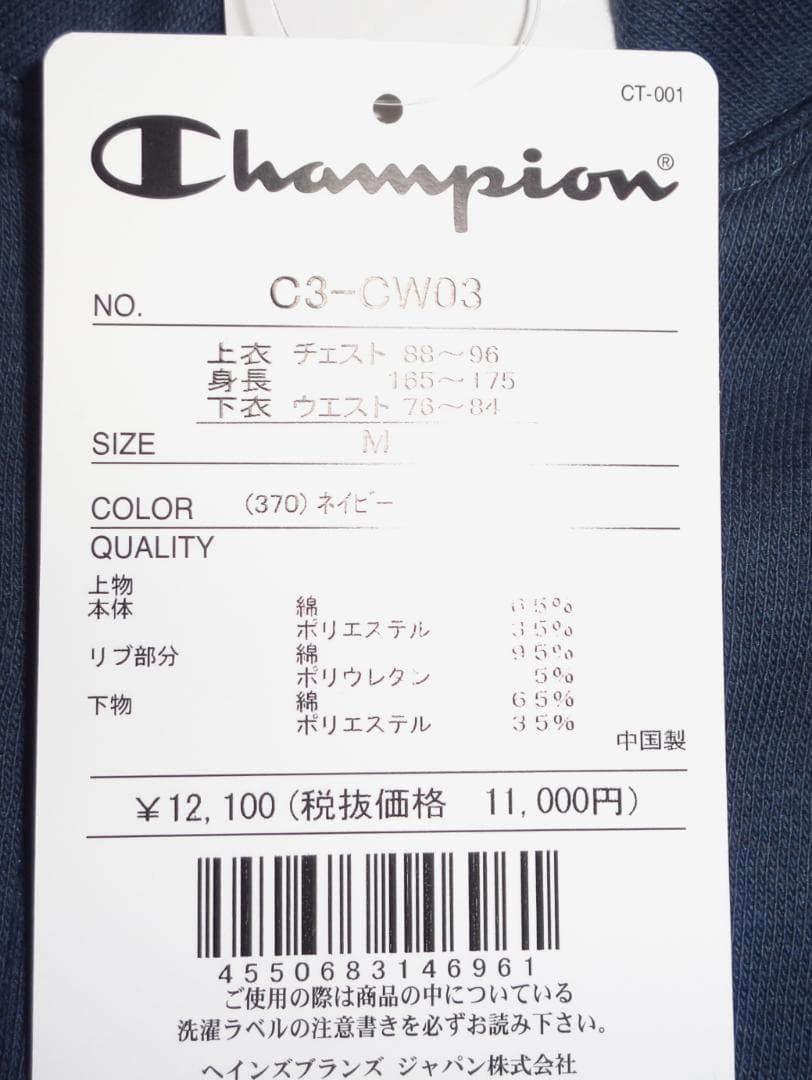 CT-001
Champion®
NO. C3-CW03
上衣 チェスト 88～96
身長 165～175
下衣 ウエスト 76～84
SIZE M
COLOR (370) ネイビー
QUALITY
上物
本体 綿 65%
ポリエステル 35%
リブ部分 綿 95%
ポリウレタン 5%
下物 綿 65%
ポリエステル 35%
中国製
￥12,100(税抜価格 11,000円)
4550683146961
ご使用の際は商品の中についている
洗濯ラベルの注意書きを必ずお読み下さい。
ヘインズブランズ ジャパン株式会社